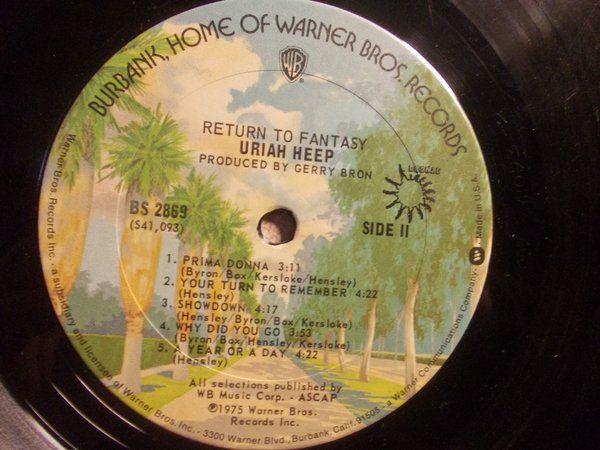 BURBANK, HOME OF WARNER BROS. RECORDS
WB
RETURN TO FANTASY
URIAH HEEP
PRODUCED BY GERRY BRON
BRONZE
BS 2869
(S41,093)
SIDE II
1. PRIMA DONNA 3:11
(Byron/Box/Kerslake/Hensley)
2. YOUR TURN TO REMEMBER 4:22
(Hensley)
3. SHOWDOWN 4:17
(Hensley/Byron/Box/Kerslake)
4. WHY DID YOU GO 3:53
(Byron/Box/Hensley/Kerslake)
5. A YEAR OR A DAY 4:22
(Hensley)
All selections published by
WB Music Corp. - ASCAP
℗1975 Warner Bros.
Records Inc.
Warner Bros. Records Inc. - a subsidiary and licensee of Warner Bros. Inc. - 3300 Warner Blvd., Burbank, Calif. 91505 - a Warner Communications Company. Made in U.S.A.